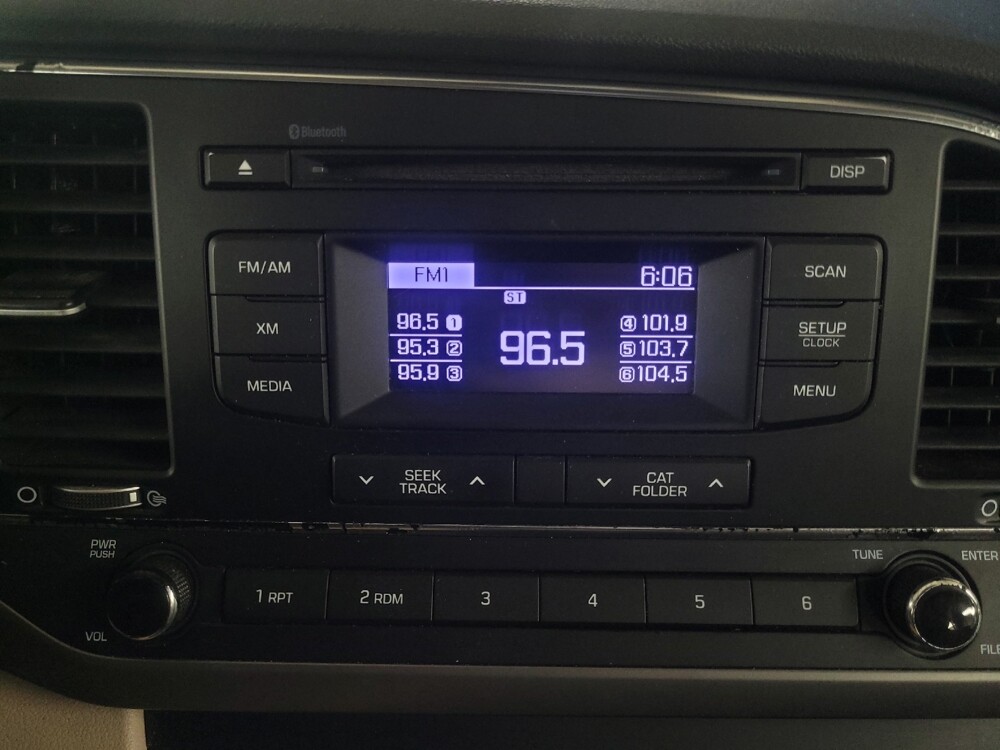 Bluetooth
DISP
FM/AM
XM
MEDIA
FM1 6:06
ST
96.5 1
95.3 2
95.9 3
96.5
4 101.9
5 103.7
6 104.5
SCAN
SETUP
CLOCK
MENU
SEEK
TRACK
CAT
FOLDER
PWR
PUSH
VOL
1 RPT
2 RDM
3
4
5
6
TUNE
ENTER